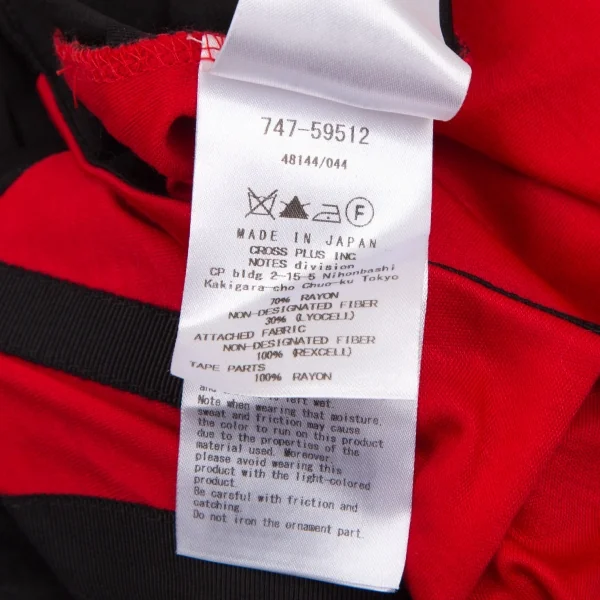 747-59512
48144/044
F
MADE IN JAPAN
CROSS PLUS INC
NOTES division
CP bldg 2-15-5 Nihonbashi
Kakigara-cho Chuo-ku Tokyo
70% RAYON
NON-DESIGNATED FIBER
30% (LYOCELL)
ATTACHED FABRIC
NON-DESIGNATED FIBER
100% (REXCELL)
TAPE PARTS
100% RAYON
left wet.
Note when wearing that moisture,
sweat and friction may cause
the color to run on this product
due to the properties of the
material used. Moreover,
please avoid wearing this
product with the light-colored
product.
Be careful with friction and
catching.
Do not iron the ornament part.